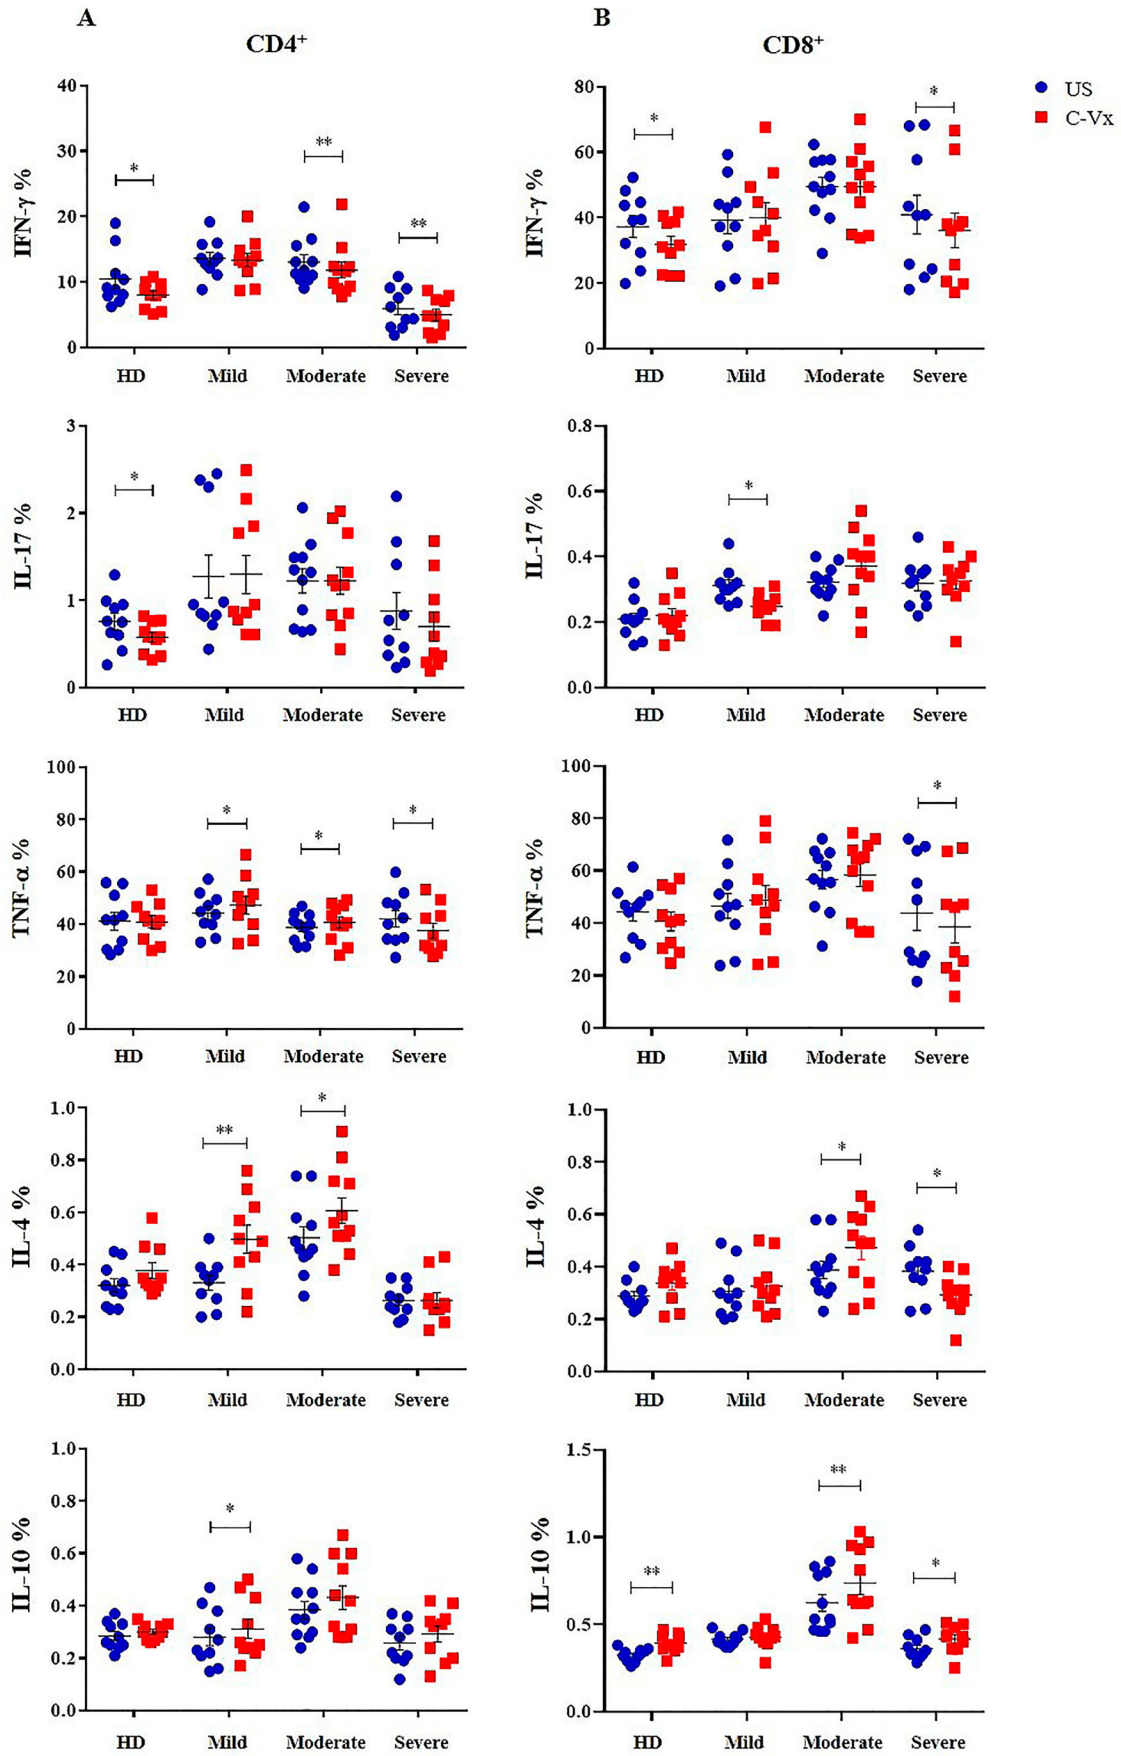 A
B
CD4+
CD8+
US
C-Vx
IFN-γ %
40
30
20
10
0
*
**
**
HD Mild Moderate Severe
IFN-γ %
80
60
40
20
0
*
*
HD Mild Moderate Severe
IL-17 %
3
2
1
0
*
HD Mild Moderate Severe
IL-17 %
0.8
0.6
0.4
0.2
0.0
*
HD Mild Moderate Severe
TNF-α %
100
80
60
40
20
0
*
*
*
HD Mild Moderate Severe
TNF-α %
100
80
60
40
20
0
*
HD Mild Moderate Severe
IL-4 %
1.0
0.8
0.6
0.4
0.2
0.0
**
*
HD Mild Moderate Severe
IL-4 %
1.0
0.8
0.6
0.4
0.2
0.0
*
*
HD Mild Moderate Severe
IL-10 %
1.0
0.8
0.6
0.4
0.2
0.0
*
HD Mild Moderate Severe
IL-10 %
1.5
1.0
0.5
0.0
**
**
*
HD Mild Moderate Severe